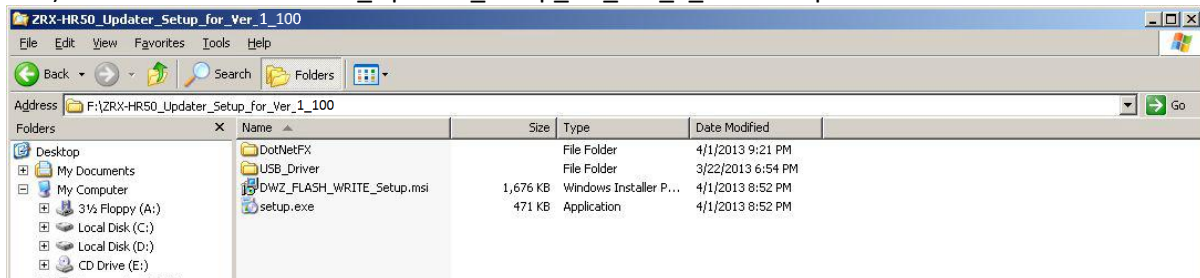 ZRX-HR50_Updater_Setup_for_Ver_1_100
File Edit View Favorites Tools Help
Back Search Folders
Address F:\ZRX-HR50_Updater_Setup_for_Ver_1_100 Go
Folders X Name Size Type Date Modified
Desktop DotNetFX File Folder 4/1/2013 9:21 PM
My Documents USB_Driver File Folder 3/22/2013 6:54 PM
My Computer DWZ_FLASH_WRITE_Setup.msi 1,676 KB Windows Installer P... 4/1/2013 8:52 PM
3½ Floppy (A:) setup.exe 471 KB Application 4/1/2013 8:52 PM
Local Disk (C:)
Local Disk (D:)
CD Drive (E:)